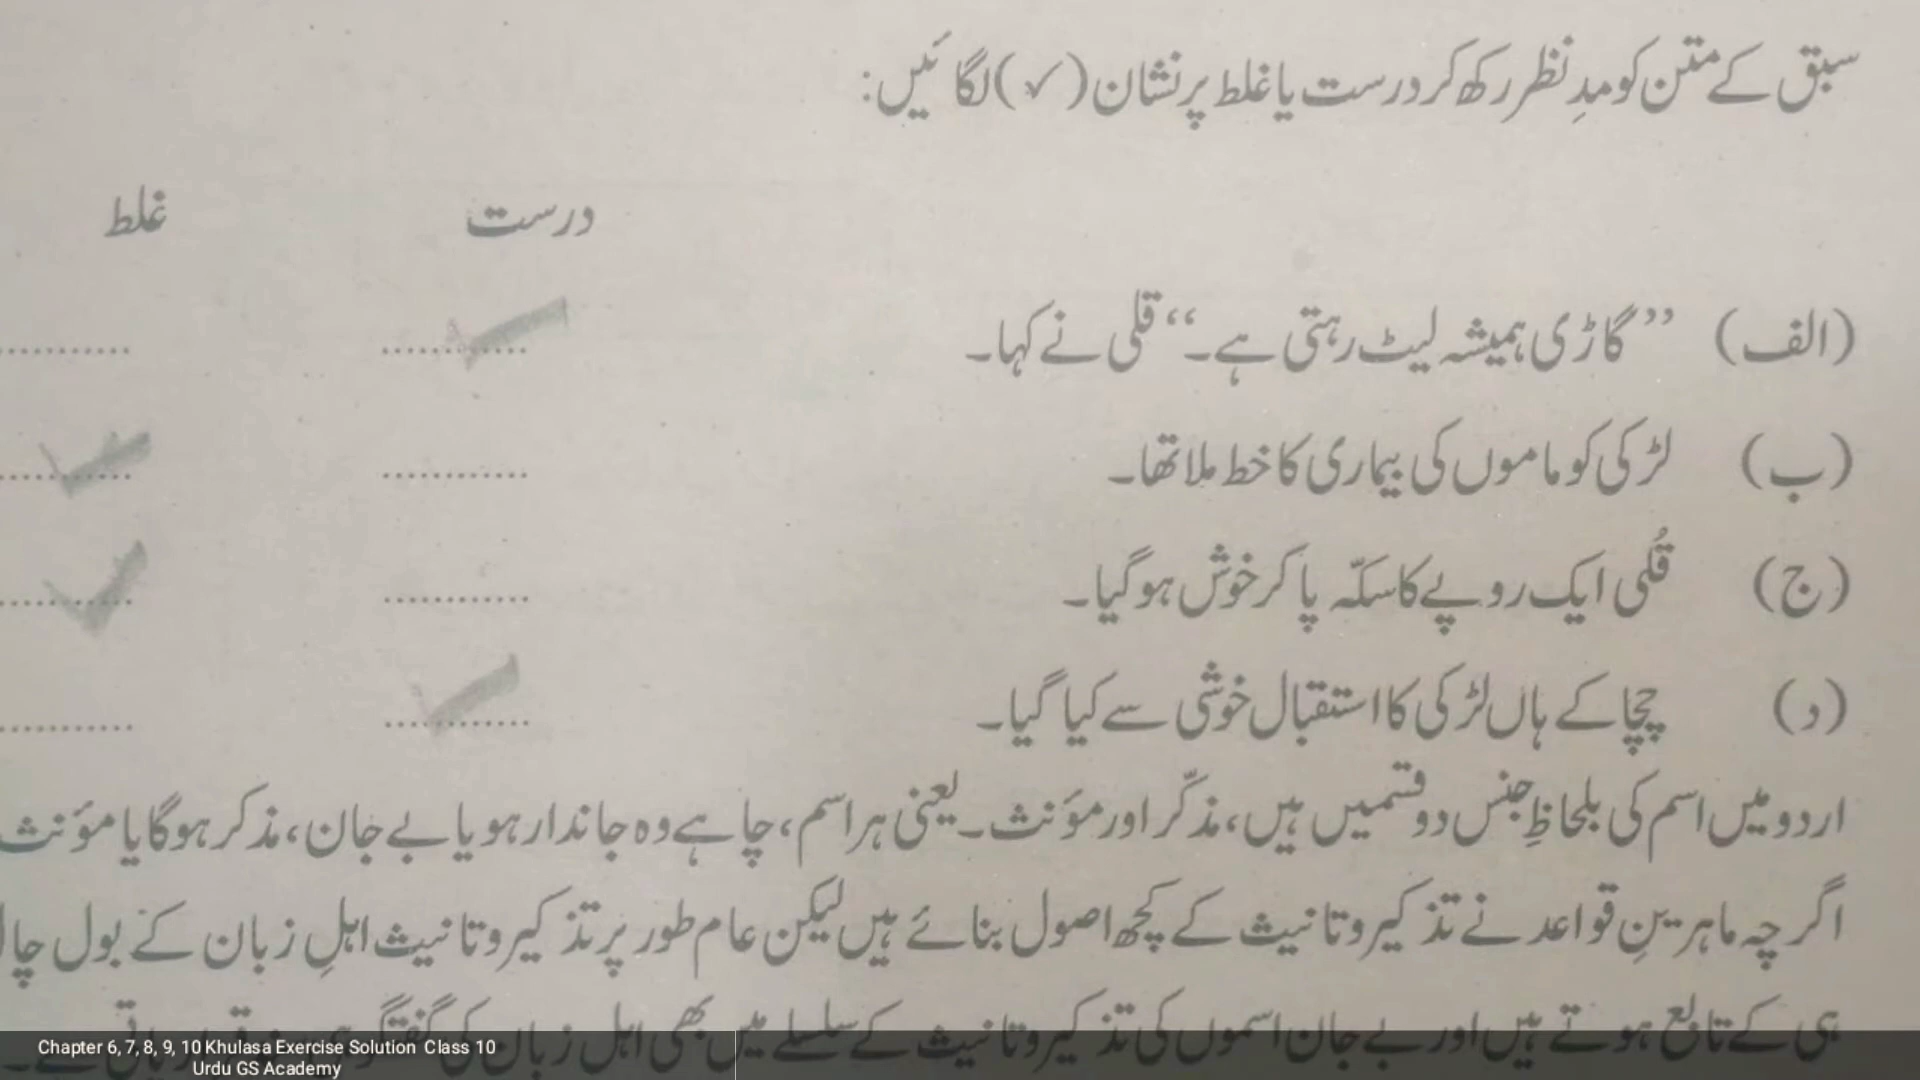 سبق کے متن کو مدِ نظر رکھ کر درست یا غلط پر نشان (✓) لگائیں:
درست غلط
(الف) ”گاڑی ہمیشہ لیٹ رہتی ہے۔“ قلی نے کہا۔ .............. ..............
(ب) لڑکی کو ماموں کی بیماری کا خط ملا تھا۔ .............. ..............
(ج) قُلی ایک روپے کا سکّہ پا کر خوش ہو گیا۔ .............. ..............
(د) چچا کے ہاں لڑکی کا استقبال خوشی سے کیا گیا۔ .............. ..............
اردو میں اسم کی بلحاظِ جنس دو قسمیں ہیں، مذکّر اور مؤنث۔ یعنی ہر اسم، چاہے وہ جاندار ہو یا بے جان، مذکر ہوگا یا مؤنث
اگرچہ ماہرینِ قواعد نے تذکیر و تانیث کے کچھ اصول بنائے ہیں لیکن عام طور پر تذکیر و تانیث اہلِ زبان کے بول چال
ہی کے تابع ہوتے ہیں اور بے جان اسموں کی تذکیر و تانیث کے سلسلے میں بھی اہل زبان کی گفتگو ہی
Chapter 6, 7, 8, 9, 10 Khulasa Exercise Solution Class 10
Urdu GS Academy